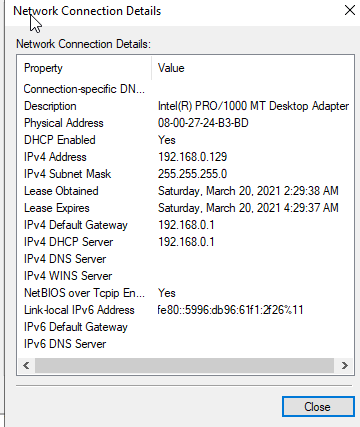 Network Connection Details
Network Connection Details:
Property Value
Connection-specific DN...
Description Intel(R) PRO/1000 MT Desktop Adapter
Physical Address 08-00-27-24-B3-BD
DHCP Enabled Yes
IPv4 Address 192.168.0.129
IPv4 Subnet Mask 255.255.255.0
Lease Obtained Saturday, March 20, 2021 2:29:38 AM
Lease Expires Saturday, March 20, 2021 4:29:37 AM
IPv4 Default Gateway 192.168.0.1
IPv4 DHCP Server 192.168.0.1
IPv4 DNS Server
IPv4 WINS Server
NetBIOS over Tcpip En... Yes
Link-local IPv6 Address fe80::5996:db96:61f1:2f26%11
IPv6 Default Gateway
IPv6 DNS Server
Close